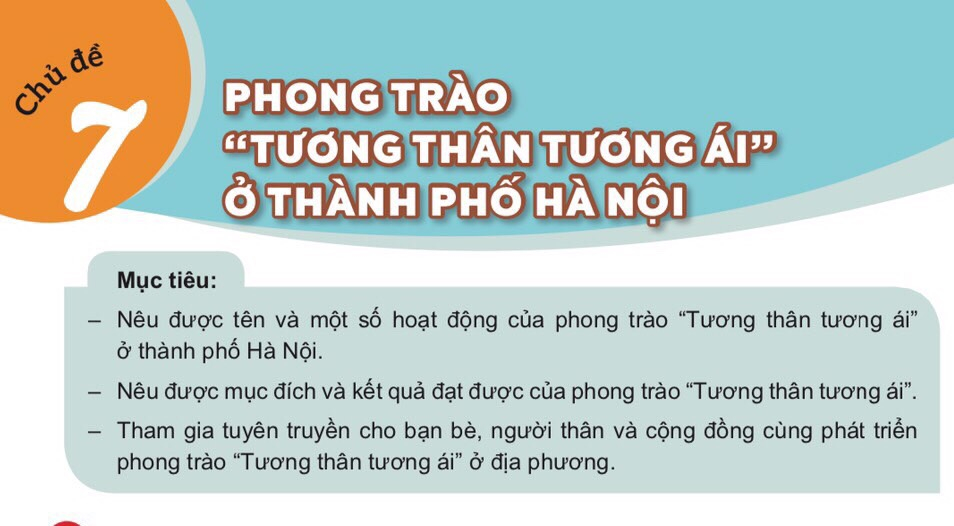 Chủ đề
7
PHONG TRÀO
“TƯƠNG THÂN TƯƠNG ÁI”
Ở THÀNH PHỐ HÀ NỘI
Mục tiêu:
– Nêu được tên và một số hoạt động của phong trào “Tương thân tương ái”
ở thành phố Hà Nội.
– Nêu được mục đích và kết quả đạt được của phong trào “Tương thân tương ái”.
– Tham gia tuyên truyền cho bạn bè, người thân và cộng đồng cùng phát triển
phong trào “Tương thân tương ái” ở địa phương.